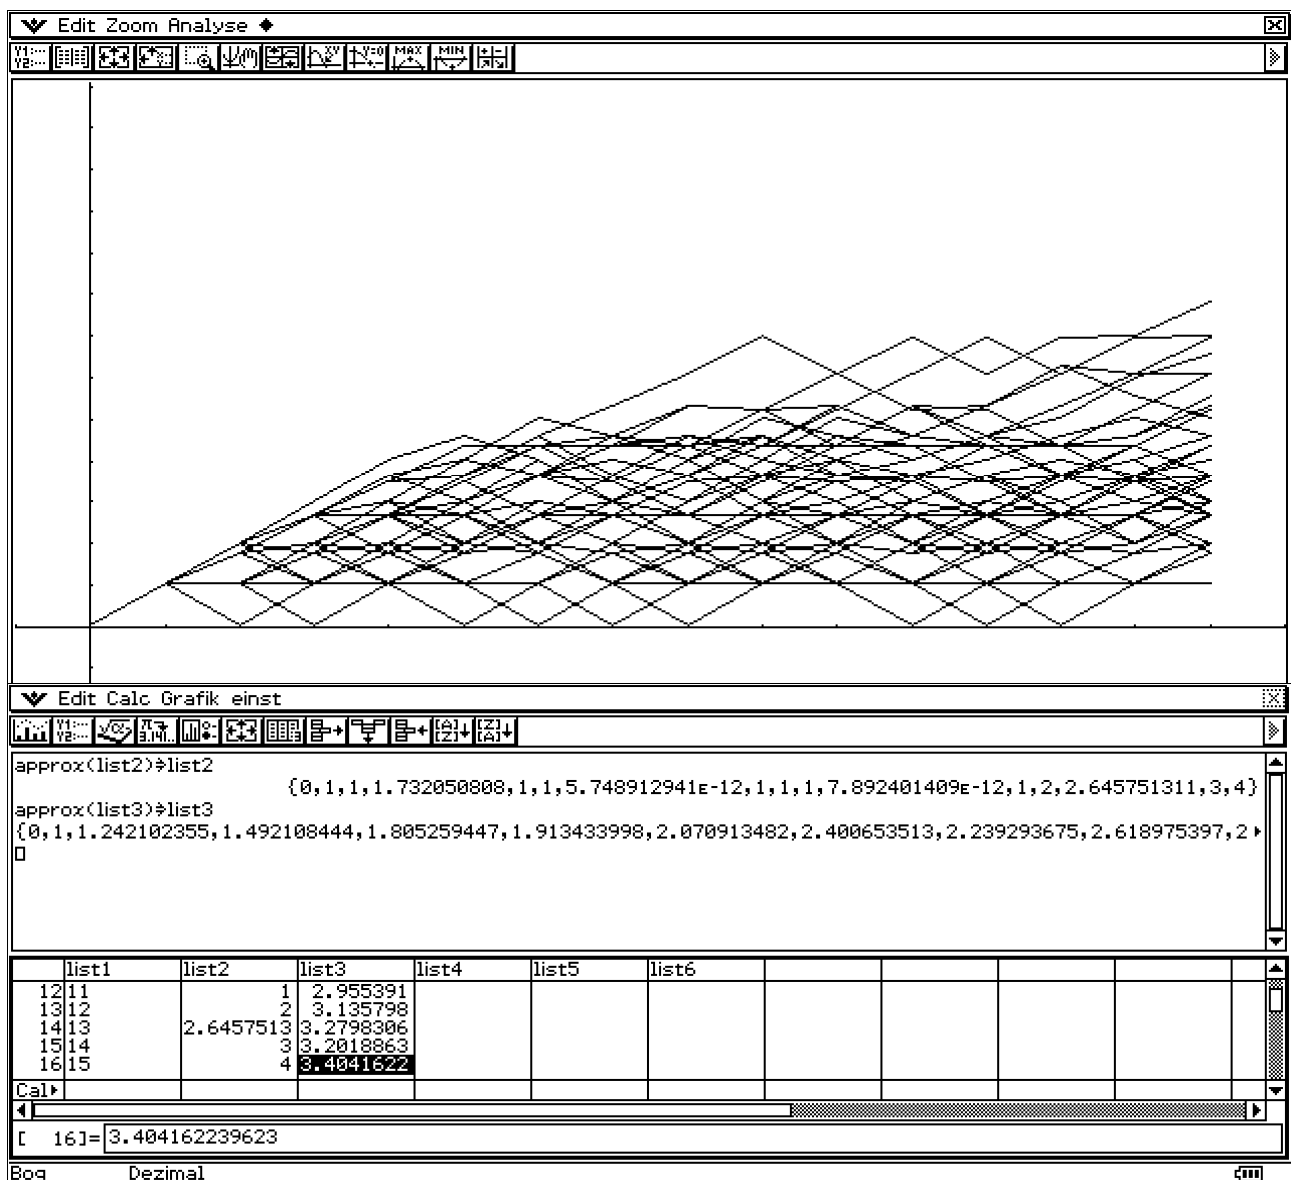 Edit Zoom Analyse
Edit Calc Grafik einst
approx(list2)⇒list2
{0,1,1,1.732050808,1,1,5.748912941ᴇ-12,1,1,1,7.892401409ᴇ-12,1,2,2.645751311,3,4}
approx(list3)⇒list3
{0,1,1.242102355,1.492108444,1.805259447,1.913433998,2.070913482,2.400653513,2.239293675,2.618975397,2
list1 list2 list3 list4 list5 list6
12 11 1 2.955391
13 12 2 3.135798
14 13 2.6457513 3.2798306
15 14 3 3.2018863
16 15 4 3.4041622
Cal
[ 16]= 3.404162239623
Bog Dezimal